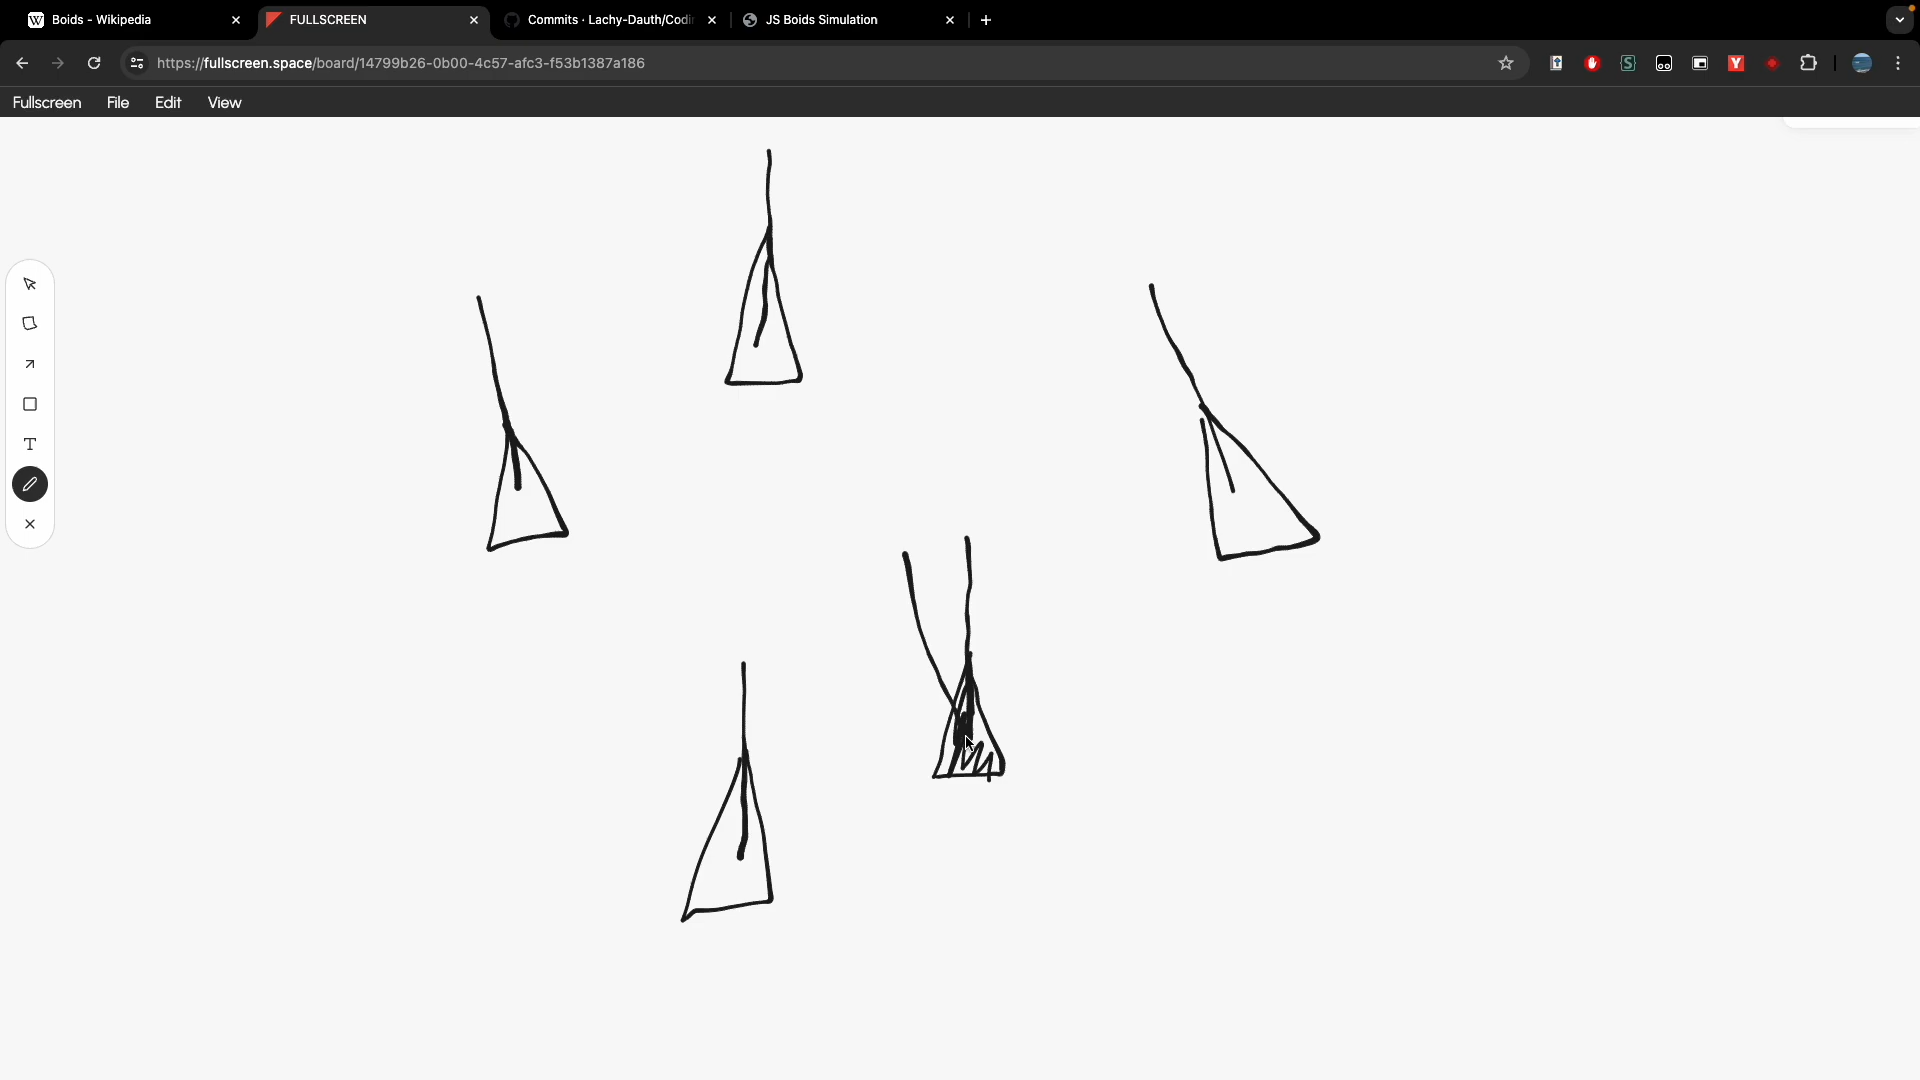 Boids - Wikipedia
FULLSCREEN
Commits · Lachy-Dauth/Codi
JS Boids Simulation
https://fullscreen.space/board/14799b26-0b00-4c57-afc3-f53b1387a186
Fullscreen File Edit View